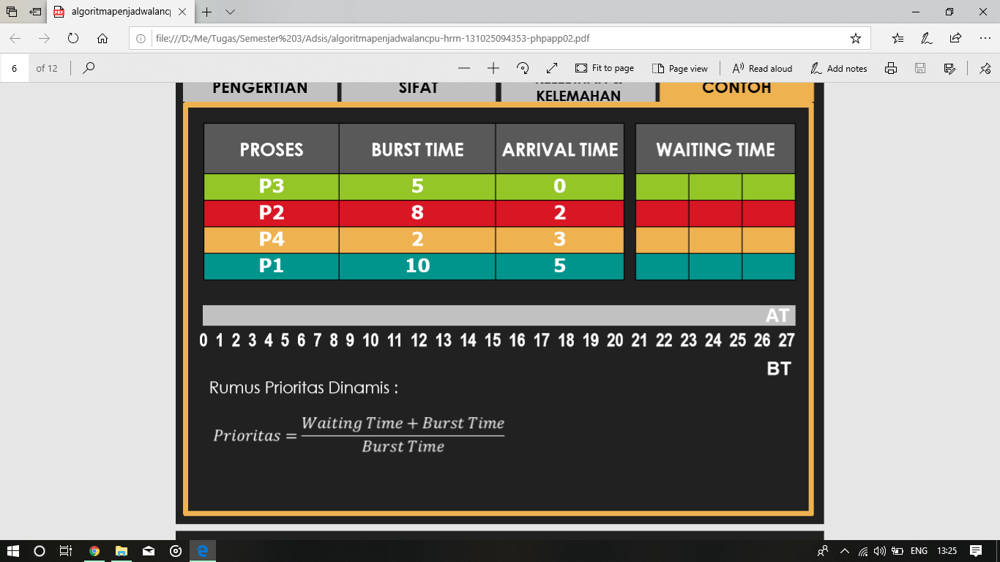 algoritmapenjadwalancp
file:///D:/Me/Tugas/Semester%203/Adsis/algoritmapenjadwalancpu-hrrn-131025094353-phpapp02.pdf
6 of 12
Fit to page
Page view
Read aloud
Add notes
PENGERTIAN SIFAT KELEMAHAN CONTOH
PROSES BURST TIME ARRIVAL TIME WAITING TIME
P3 5 0
P2 8 2
P4 2 3
P1 10 5
AT
0 1 2 3 4 5 6 7 8 9 10 11 12 13 14 15 16 17 18 19 20 21 22 23 24 25 26 27
BT
Rumus Prioritas Dinamis :
Prioritas = Waiting Time + Burst Time
Burst Time
ENG 13:25